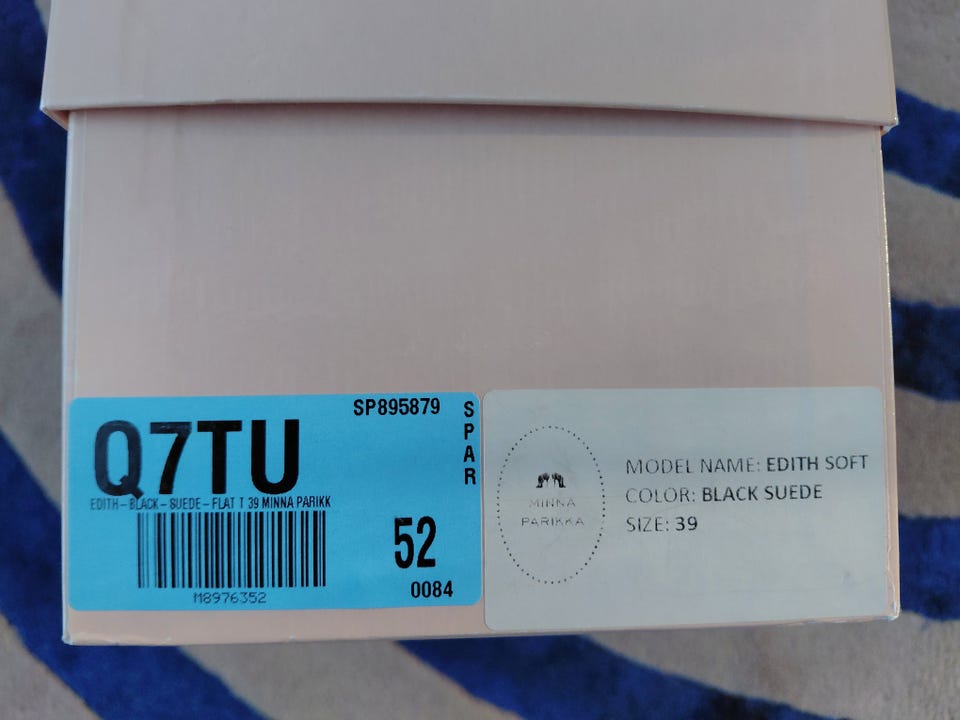 SP895879
SPAR
Q7TU
EDITH-BLACK-SUEDE-FLAT T 39 MINNA PARIKK
52
M8976352
0084
MINNA
PARIKKA
MODEL NAME: EDITH SOFT
COLOR: BLACK SUEDE
SIZE: 39